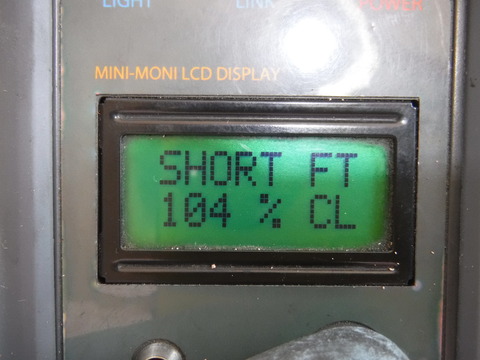 LIGHT LINK POWER
MINI-MONI LCD DISPLAY
SHORT FT
104 % CL